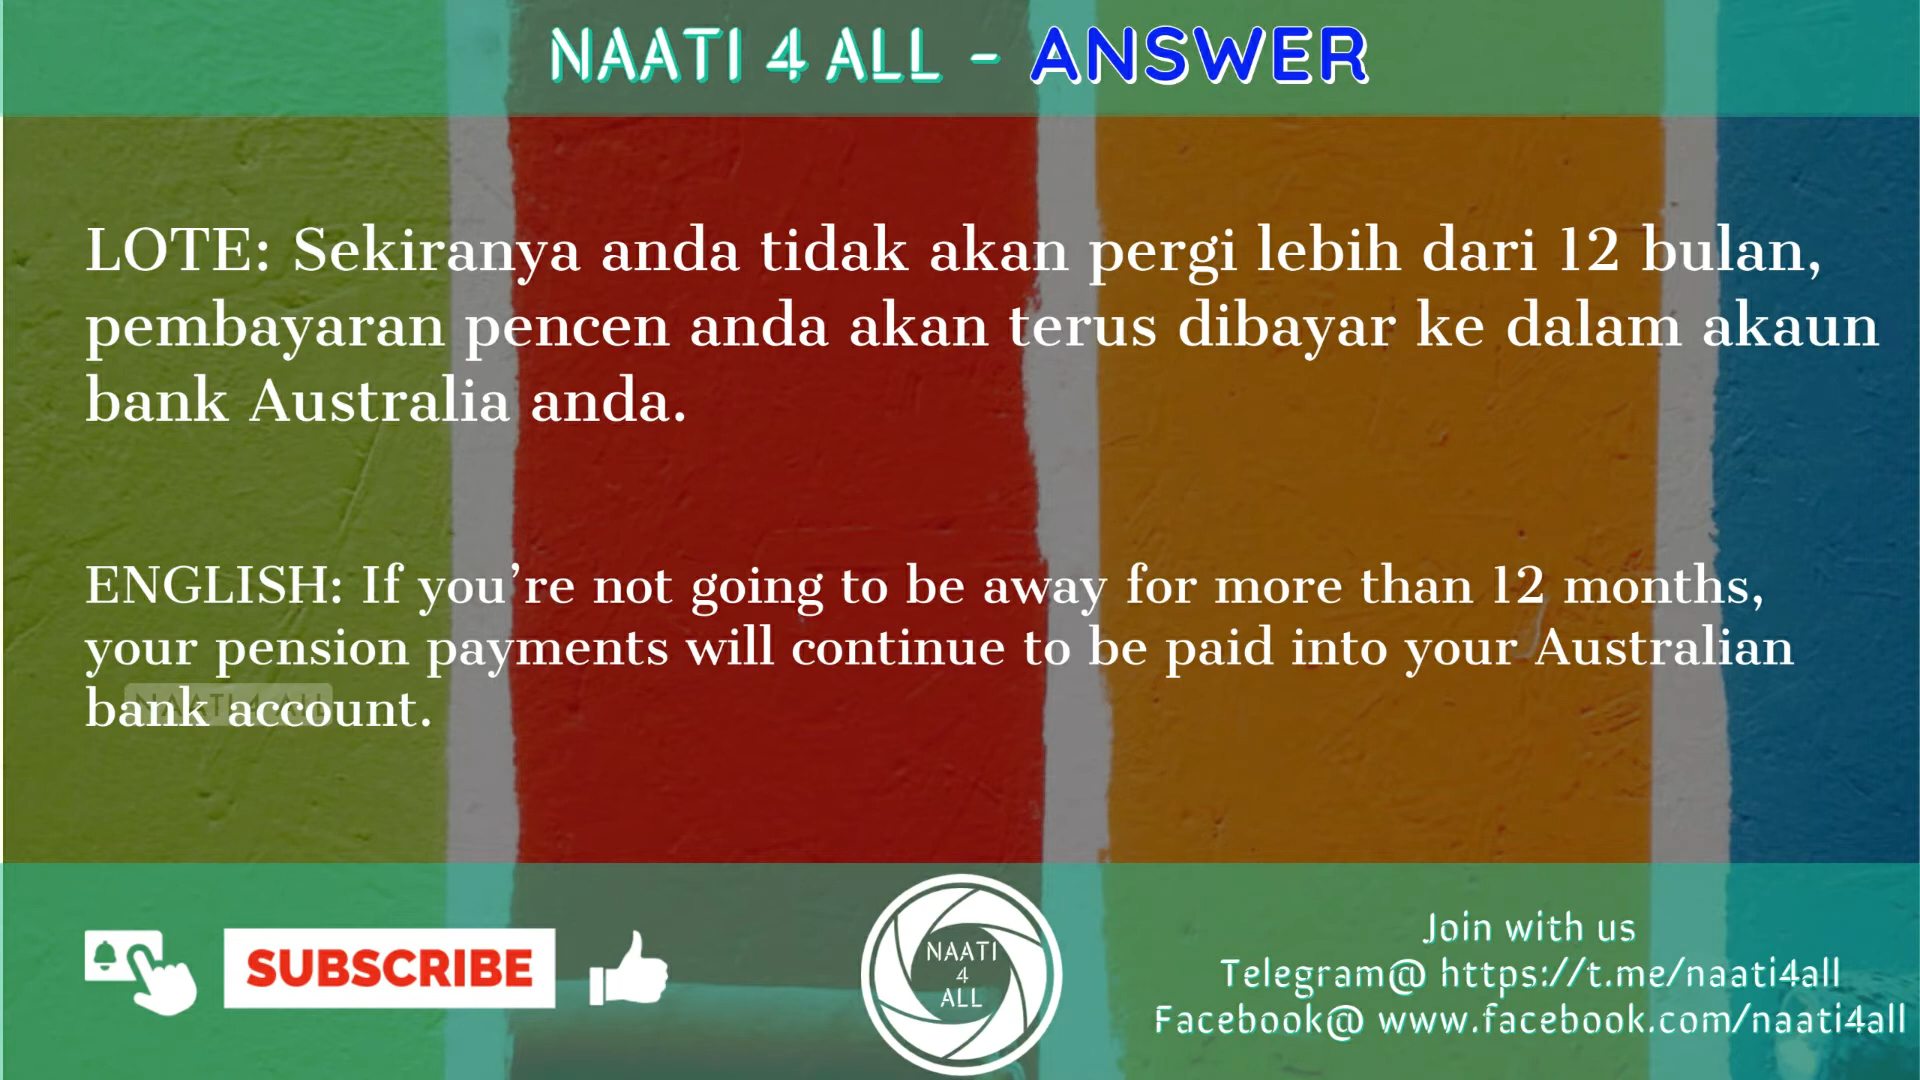 NAATI 4 ALL - ANSWER
LOTE: Sekiranya anda tidak akan pergi lebih dari 12 bulan,
pembayaran pencen anda akan terus dibayar ke dalam akaun
bank Australia anda.
ENGLISH: If you’re not going to be away for more than 12 months,
your pension payments will continue to be paid into your Australian
bank account.
NAATI 4 ALL
SUBSCRIBE
NAATI
4
ALL
Join with us
Telegram@ https://t.me/naati4all
Facebook@ www.facebook.com/naati4all